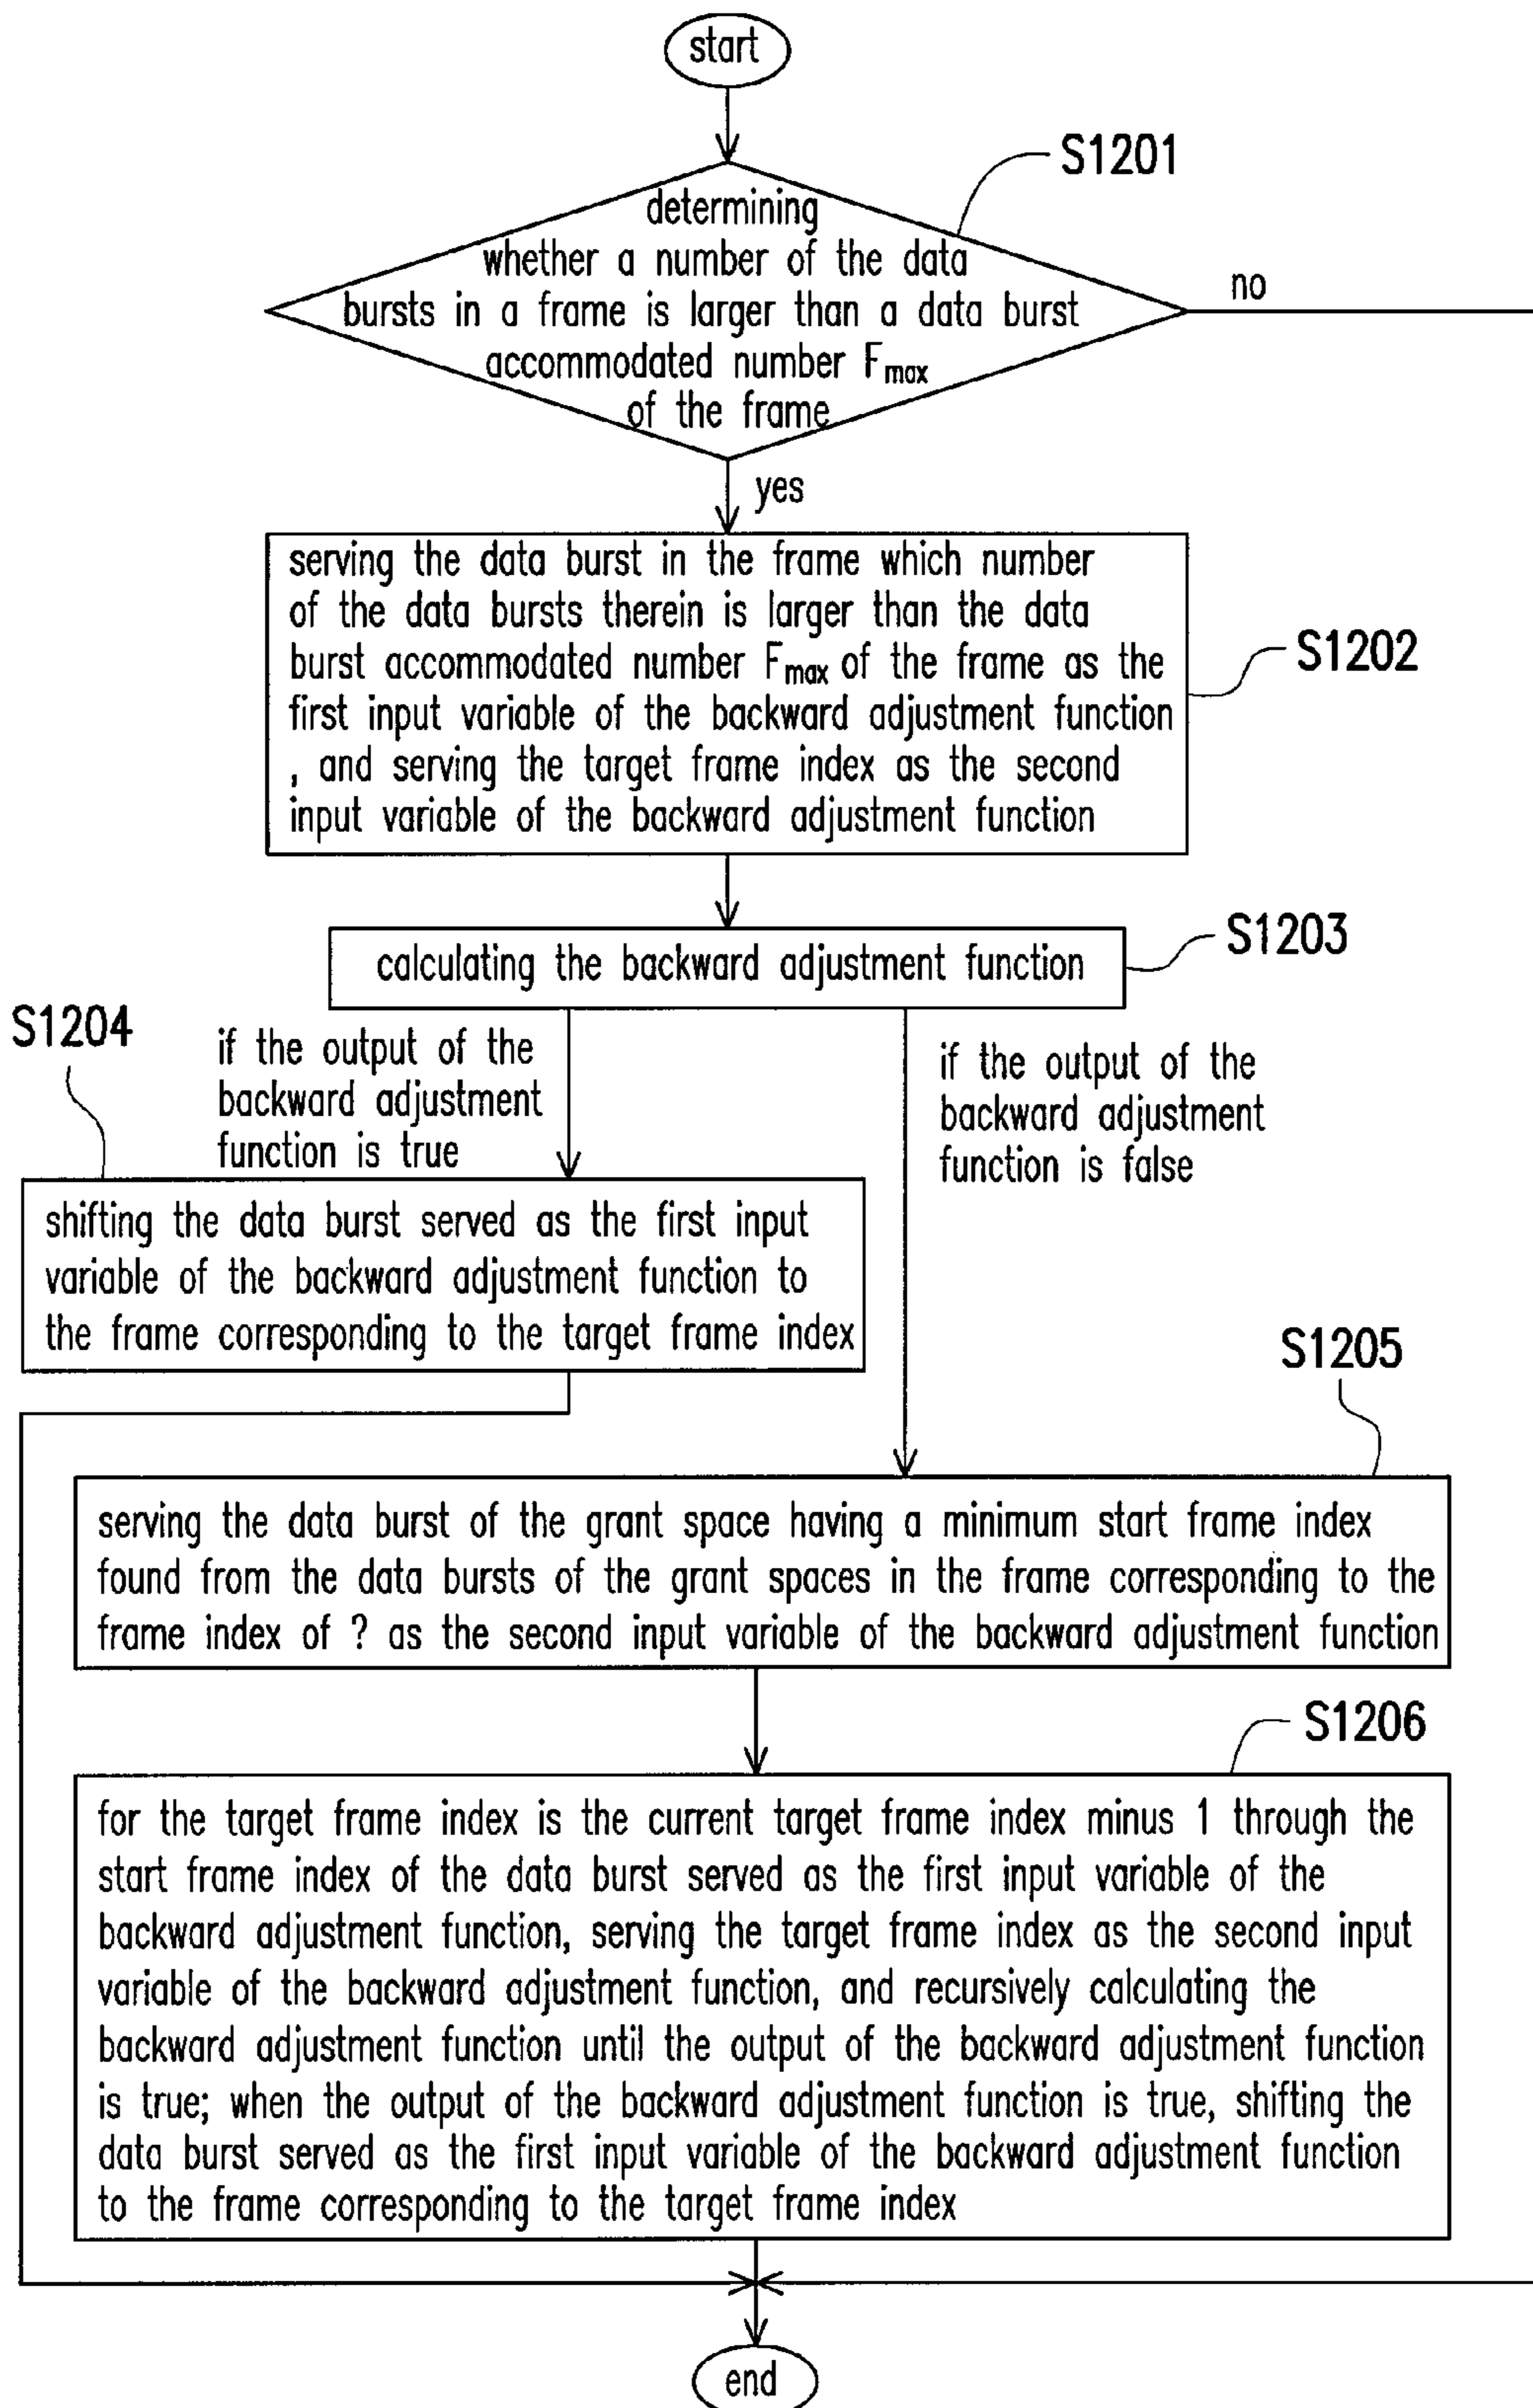 start
S1201
determining
whether a number of the data
bursts in a frame is larger than a data burst
accommodated number Fmax
of the frame
no
yes
serving the data burst in the frame which number
of the data bursts therein is larger than the data
burst accommodated number Fmax of the frame as the
first input variable of the backward adjustment function
, and serving the target frame index as the second
input variable of the backward adjustment function
S1202
calculating the backward adjustment function
S1203
S1204
if the output of the
backward adjustment
function is true
if the output of the
backward adjustment
function is false
shifting the data burst served as the first input
variable of the backward adjustment function to
the frame corresponding to the target frame index
S1205
serving the data burst of the grant space having a minimum start frame index
found from the data bursts of the grant spaces in the frame corresponding to the
frame index of ? as the second input variable of the backward adjustment function
S1206
for the target frame index is the current target frame index minus 1 through the
start frame index of the data burst served as the first input variable of the
backward adjustment function, serving the target frame index as the second input
variable of the backward adjustment function, and recursively calculating the
backward adjustment function until the output of the backward adjustment function
is true; when the output of the backward adjustment function is true, shifting the
data burst served as the first input variable of the backward adjustment function
to the frame corresponding to the target frame index
end